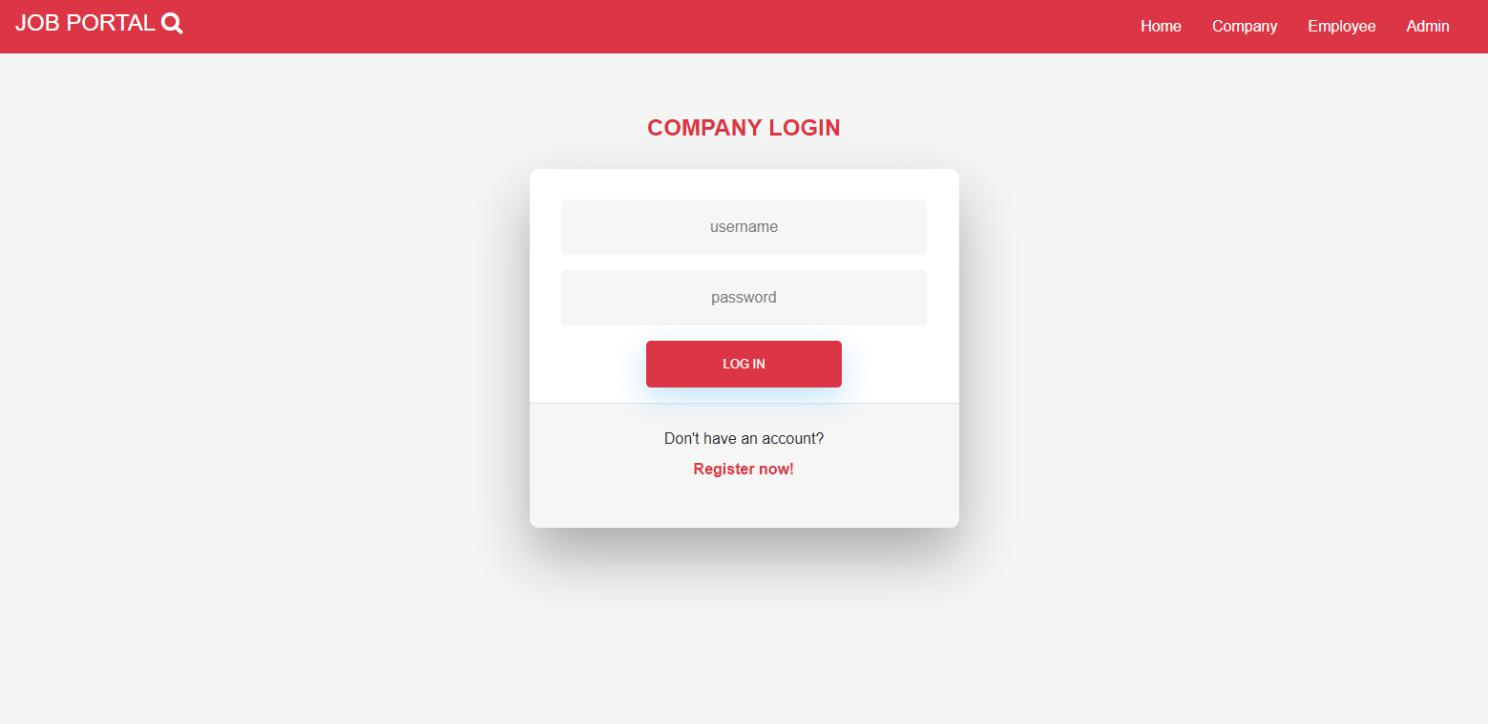 JOB PORTAL
Home Company Employee Admin
COMPANY LOGIN
username
password
LOG IN
Don't have an account?
Register now!